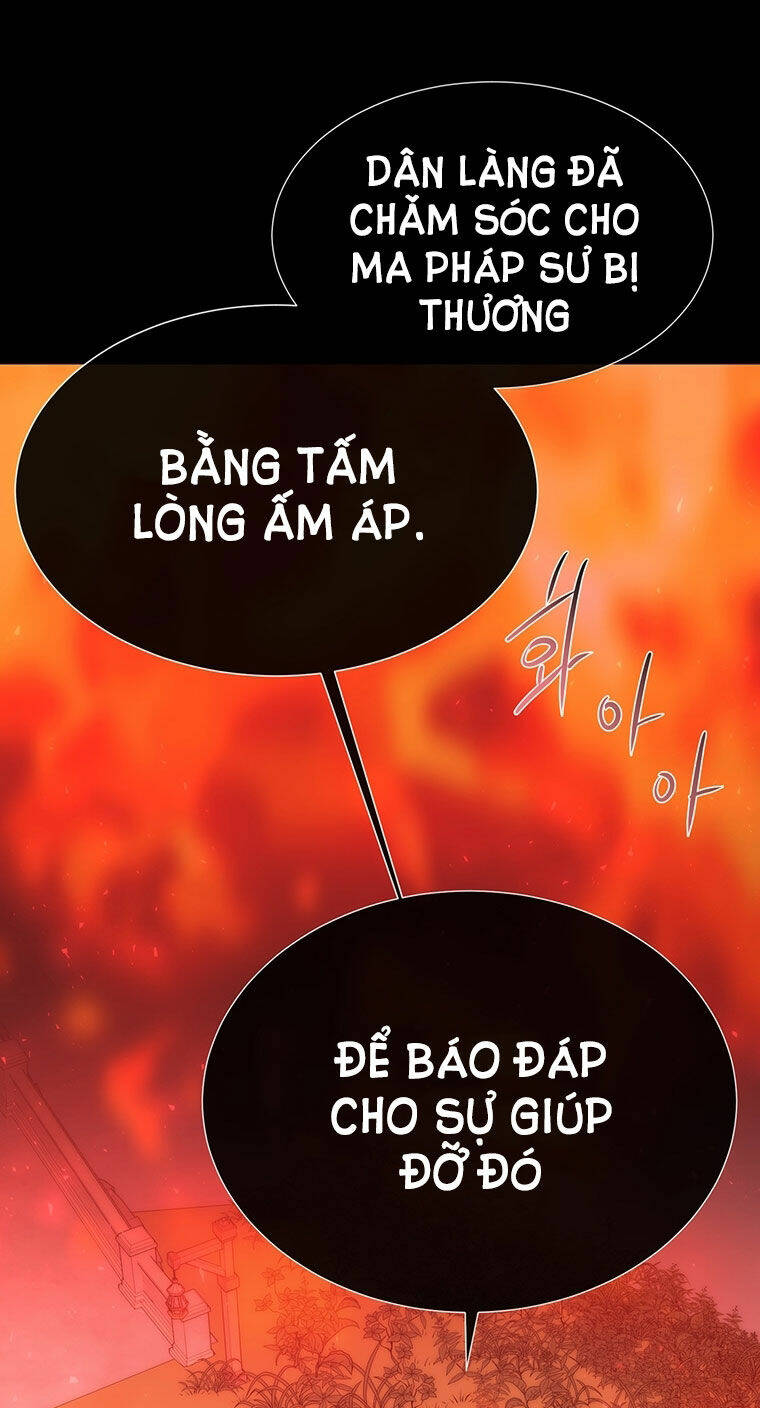 DÂN LÀNG ĐÃ
CHĂM SÓC CHO
MA PHÁP SƯ BỊ
THƯƠNG
BẰNG TẤM
LÒNG ẤM ÁP.
화아아
ĐỂ BÁO ĐÁP
CHO SỰ GIÚP
ĐỠ ĐÓ